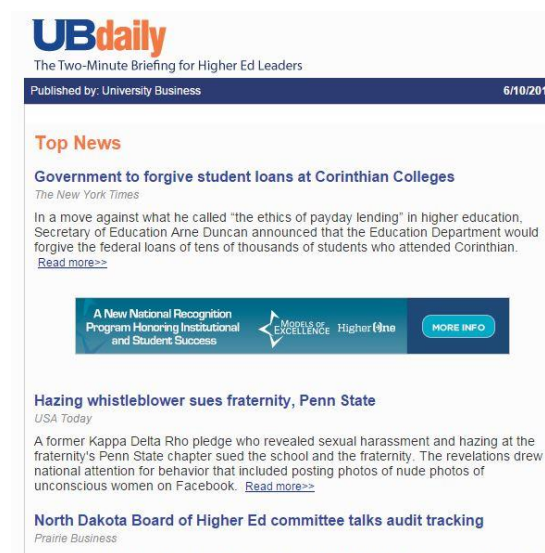 UBdaily
The Two-Minute Briefing for Higher Ed Leaders
Published by: University Business 6/10/201
Top News
Government to forgive student loans at Corinthian Colleges
The New York Times
In a move against what he called "the ethics of payday lending" in higher education,
Secretary of Education Arne Duncan announced that the Education Department would
forgive the federal loans of tens of thousands of students who attended Corinthian.
Read more>>
A New National Recognition
Program Honoring Institutional
and Student Success
MODELS OF
EXCELLENCE
Higher One
MORE INFO
Hazing whistleblower sues fraternity, Penn State
USA Today
A former Kappa Delta Rho pledge who revealed sexual harassment and hazing at the
fraternity's Penn State chapter sued the school and the fraternity. The revelations drew
national attention for behavior that included posting photos of nude photos of
unconscious women on Facebook. Read more>>
North Dakota Board of Higher Ed committee talks audit tracking
Prairie Business